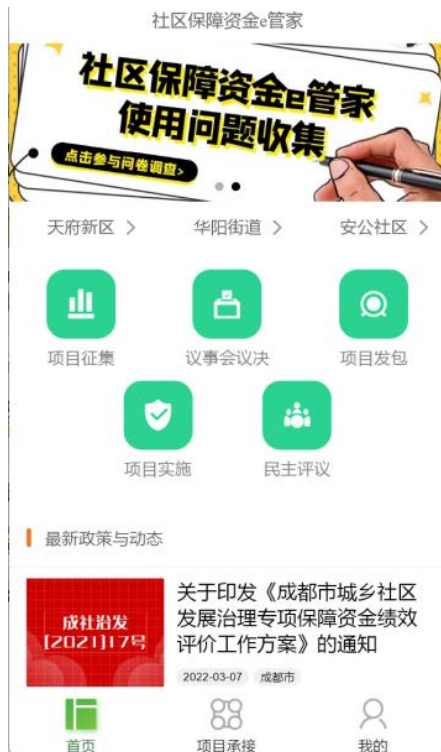 社区保障资金e管家
社区保障资金e管家
使用问题收集
点击参与问卷调查>
天府新区 >
华阳街道 >
安公社区 >
项目征集
议事会议决
项目发包
项目实施
民主评议
最新政策与动态
成社治发
[2021]17号
关于印发《成都市城乡社区
发展治理专项保障资金绩效
评价工作方案》的通知
2022-03-07 成都市
首页
项目承接
我的